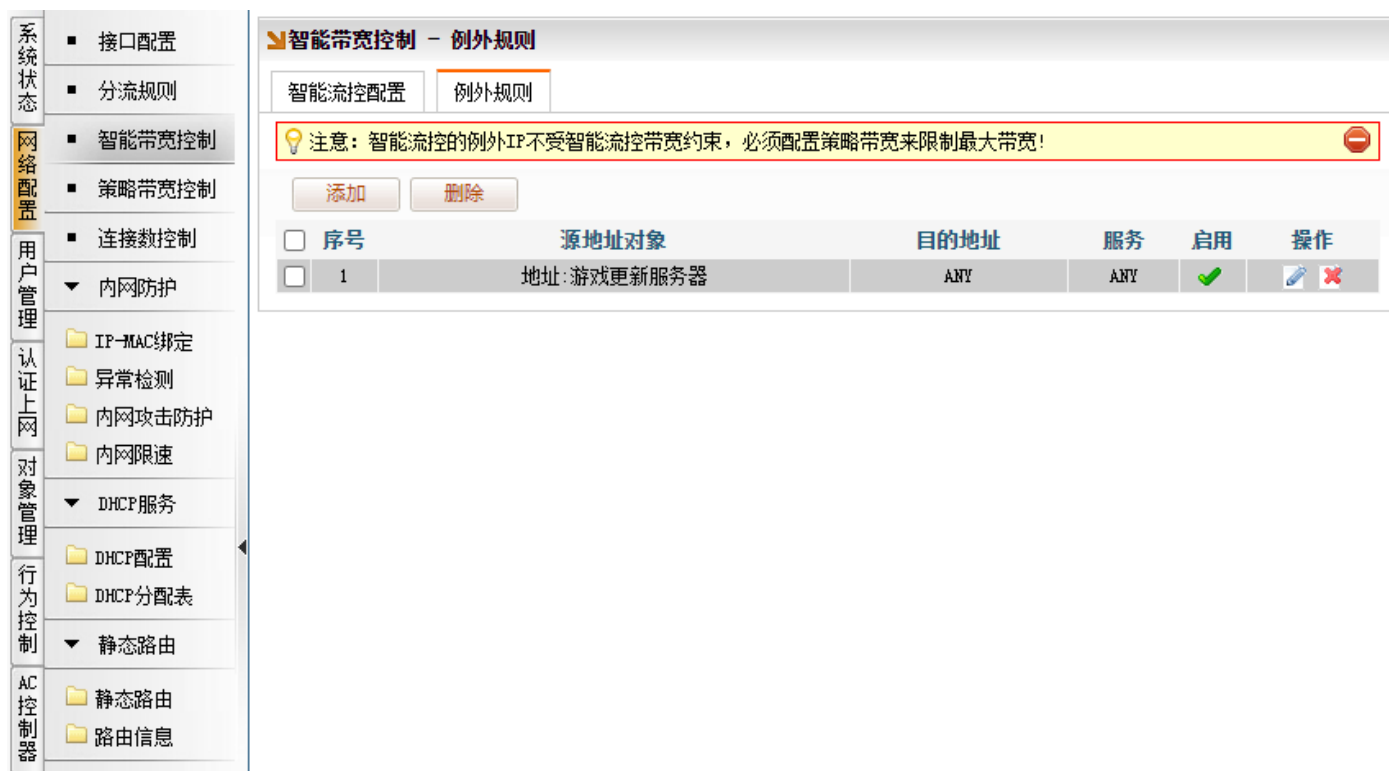 系统状态
网络配置
用户管理
认证上网
对象管理
行为控制
AC控制器
接口配置
分流规则
智能带宽控制
策略带宽控制
连接数控制
内网防护
IP-MAC绑定
异常检测
内网攻击防护
内网限速
DHCP服务
DHCP配置
DHCP分配表
静态路由
静态路由
路由信息
智能带宽控制 - 例外规则
智能流控配置 例外规则
注意：智能流控的例外IP不受智能流控带宽约束，必须配置策略带宽来限制最大带宽!
添加 删除
序号 源地址对象 目的地址 服务 启用 操作
1 地址:游戏更新服务器 ANY ANY